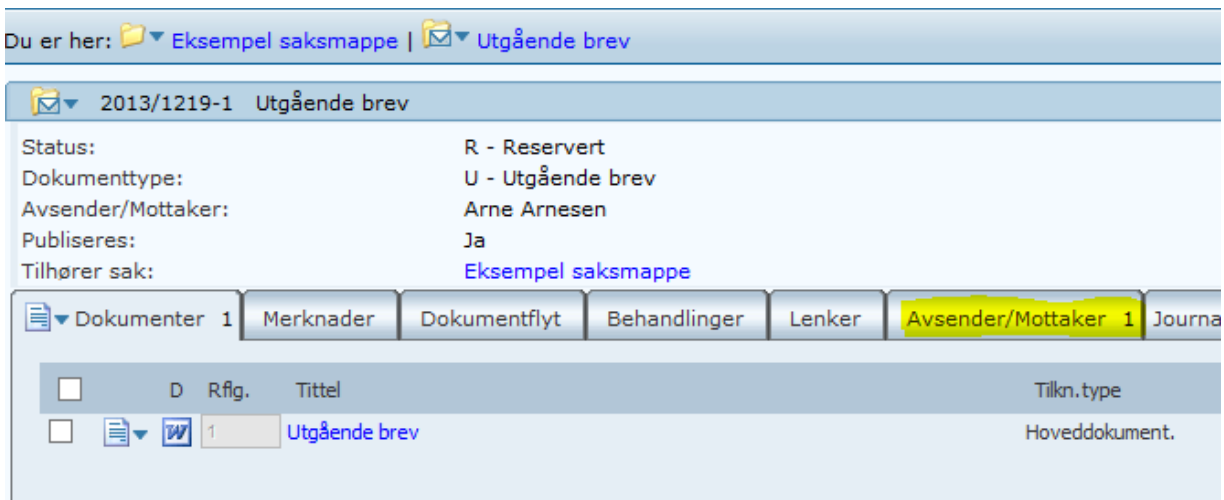 Du er her: Eksempel saksmappe | Utgående brev
2013/1219-1 Utgående brev
Status: R - Reservert
Dokumenttype: U - Utgående brev
Avsender/Mottaker: Arne Arnesen
Publiseres: Ja
Tilhører sak: Eksempel saksmappe
Dokumenter 1 Merknader Dokumentflyt Behandlinger Lenker Avsender/Mottaker 1 Journa
D Rflg. Tittel Tilkn.type
1 Utgående brev Hoveddokument.